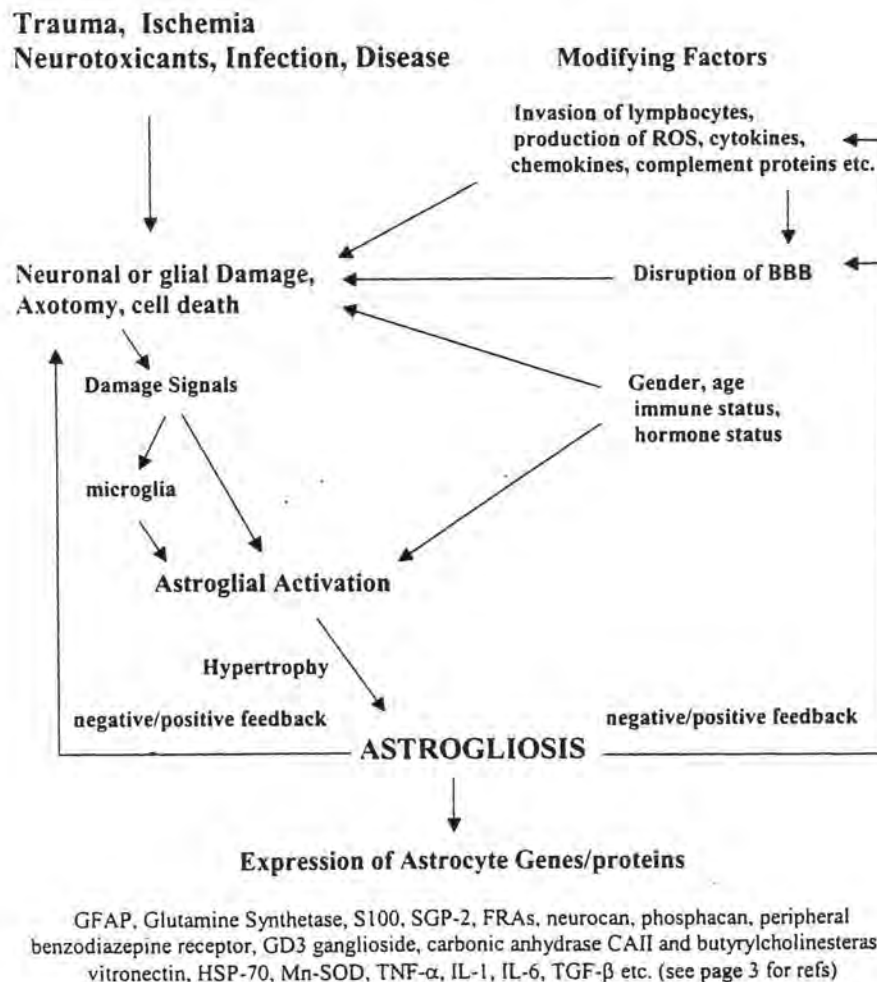 Trauma, Ischemia
Neurotoxicants, Infection, Disease
Modifying Factors
Invasion of lymphocytes,
production of ROS, cytokines,
chemokines, complement proteins etc.
Neuronal or glial Damage,
Axotomy, cell death
Disruption of BBB
Damage Signals
Gender, age
immune status,
hormone status
microglia
Astroglial Activation
Hypertrophy
negative/positive feedback
negative/positive feedback
ASTROGLIOSIS
Expression of Astrocyte Genes/proteins
GFAP, Glutamine Synthetase, S100, SGP-2, FRAs, neurocan, phosphacan, peripheral
benzodiazepine receptor, GD3 ganglioside, carbonic anhydrase CAII and butyrylcholinesteras
vitronectin, HSP-70, Mn-SOD, TNF-α, IL-1, IL-6, TGF-β etc. (see page 3 for refs)